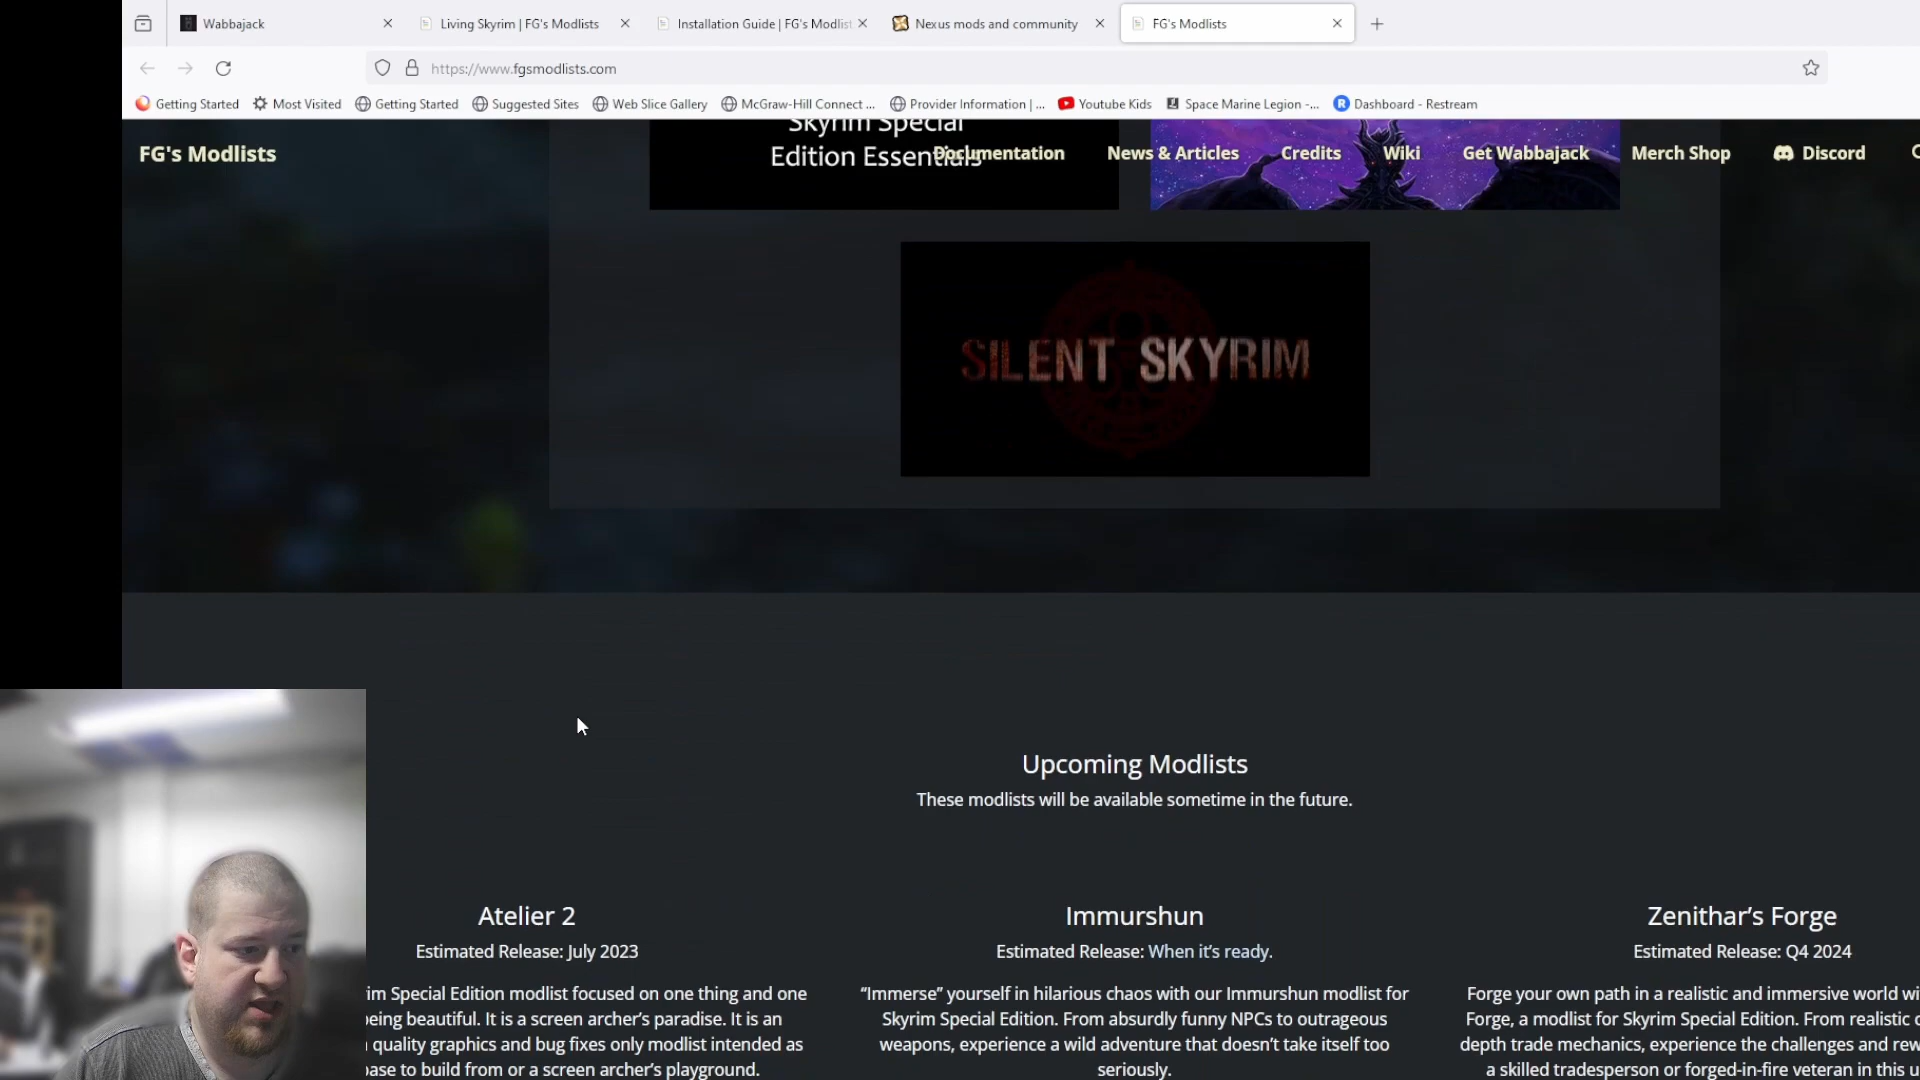 Wabbajack
Living Skyrim | FG's Modlists
Installation Guide | FG's Modlist
Nexus mods and community
FG's Modlists
https://www.fgsmodlists.com
Getting Started
Most Visited
Getting Started
Suggested Sites
Web Slice Gallery
McGraw-Hill Connect ...
Provider Information | ...
Youtube Kids
Space Marine Legion -...
Dashboard - Restream
FG's Modlists
Skyrim Special
Edition Essentials
Documentation
News & Articles
Credits
Wiki
Get Wabbajack
Merch Shop
Discord
SILENT SKYRIM
Upcoming Modlists
These modlists will be available sometime in the future.
Atelier 2
Estimated Release: July 2023
im Special Edition modlist focused on one thing and one
being beautiful. It is a screen archer's paradise. It is an
quality graphics and bug fixes only modlist intended as
base to build from or a screen archer's playground.
Immurshun
Estimated Release: When it's ready.
“Immerse” yourself in hilarious chaos with our Immurshun modlist for
Skyrim Special Edition. From absurdly funny NPCs to outrageous
weapons, experience a wild adventure that doesn't take itself too
seriously.
Zenithar's Forge
Estimated Release: Q4 2024
Forge your own path in a realistic and immersive world wi
Forge, a modlist for Skyrim Special Edition. From realistic
depth trade mechanics, experience the challenges and rew
a skilled tradesperson or forged-in-fire veteran in this u